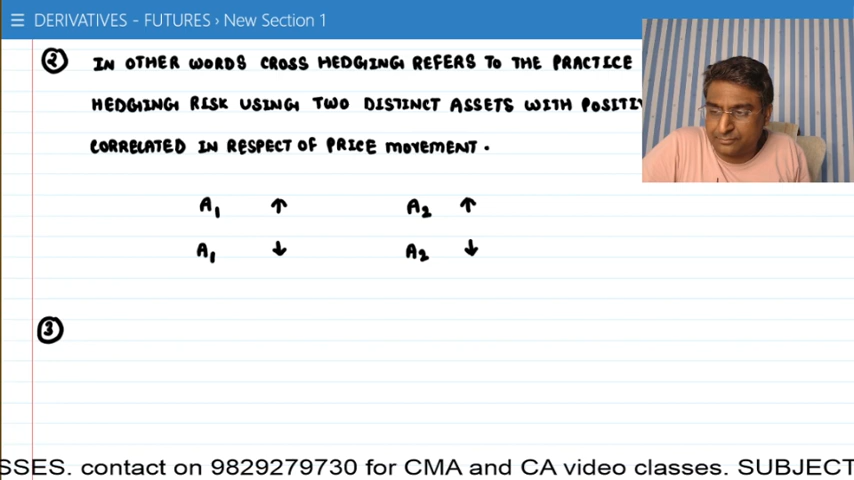 DERIVATIVES - FUTURES › New Section 1
② IN OTHER WORDS CROSS HEDGING REFERS TO THE PRACTICE
HEDGING RISK USING TWO DISTINCT ASSETS WITH
CORRELATED IN RESPECT OF PRICE MOVEMENT.
A1 ↑ A2 ↑
A1 ↓ A2 ↓
③
contact on 9829279730 for CMA and CA video classes. SUBJECT